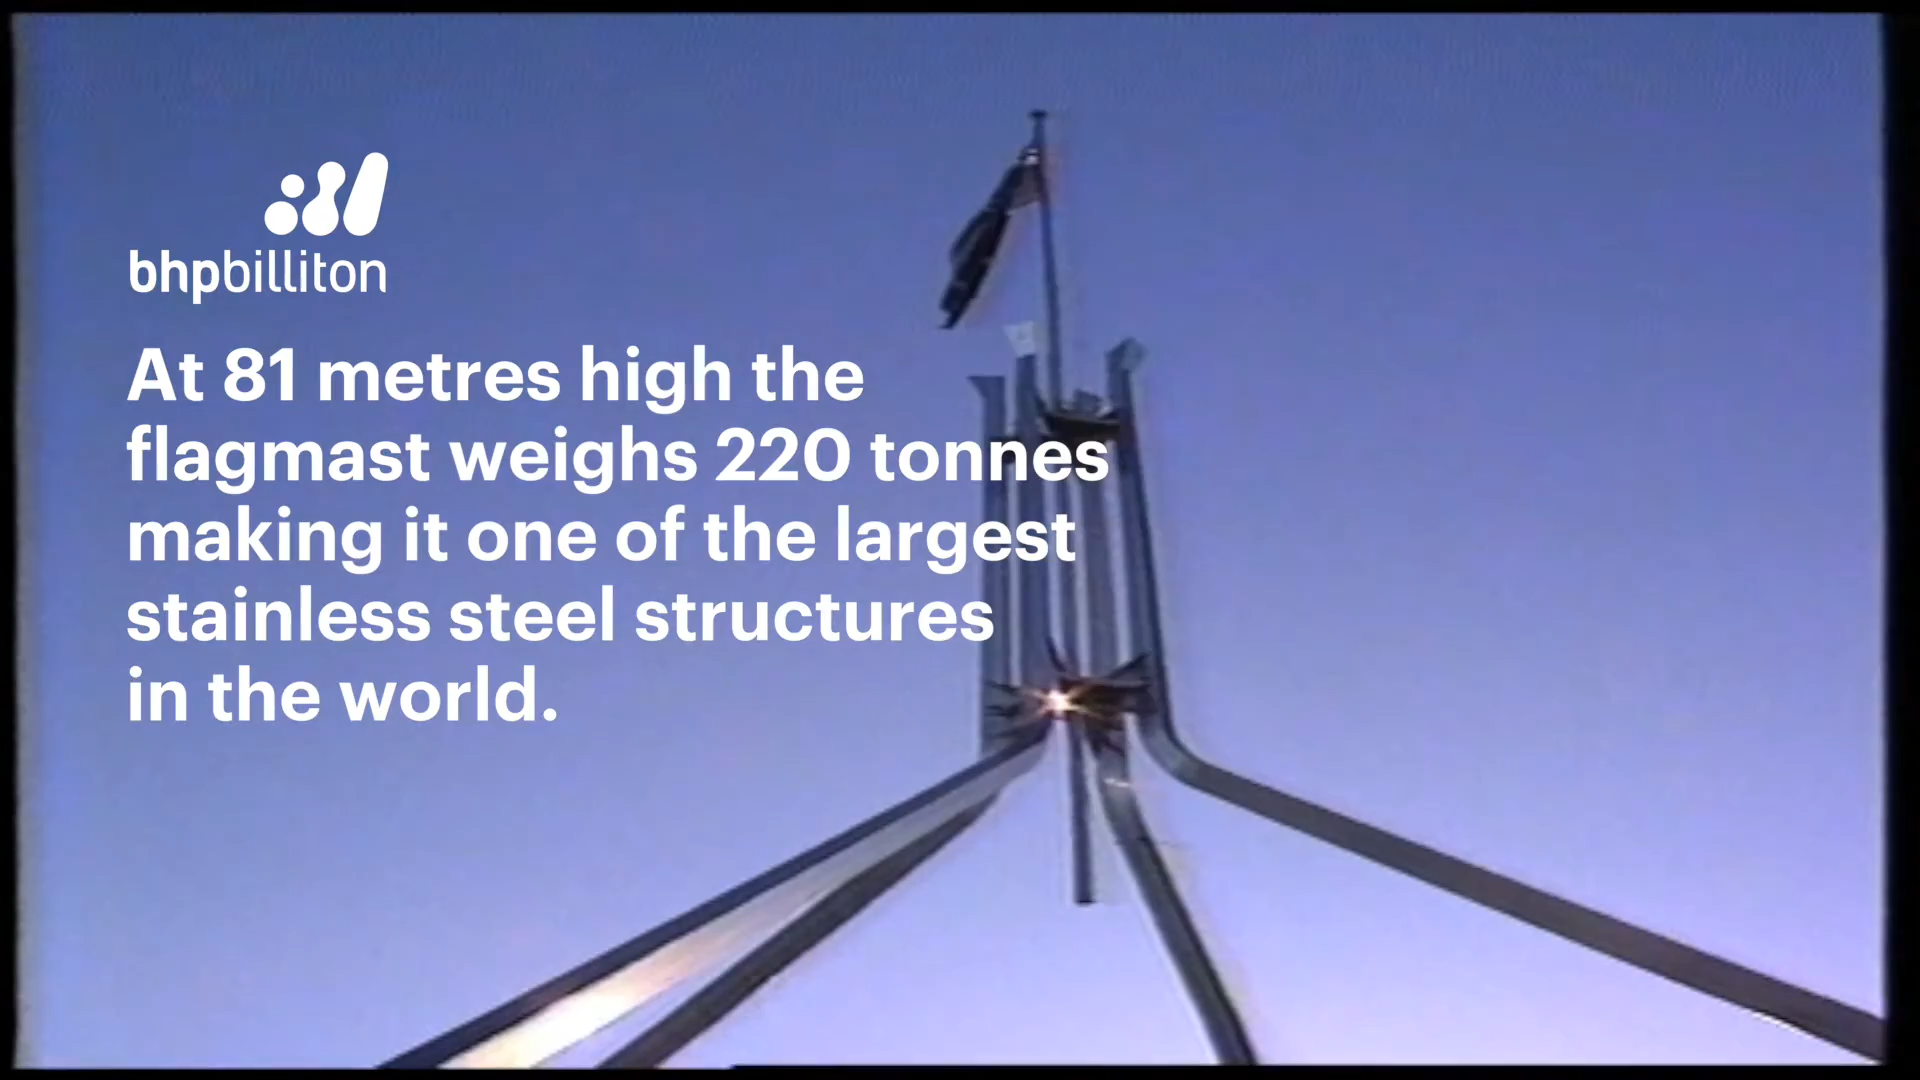 bhpbilliton
At 81 metres high the
flagmast weighs 220 tonnes
making it one of the largest
stainless steel structures
in the world.